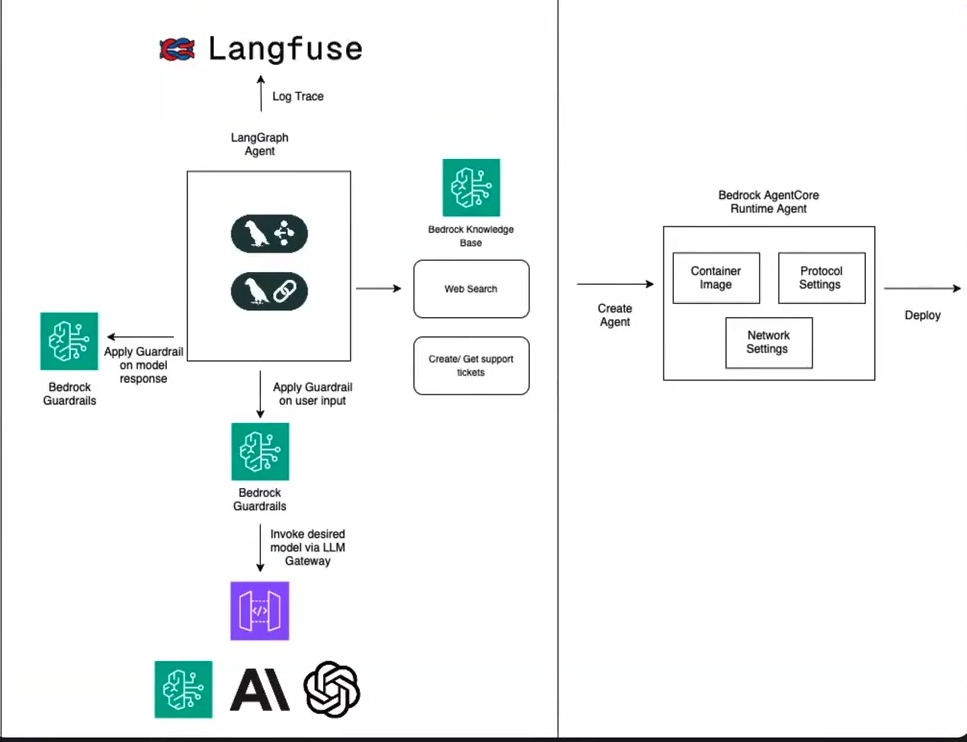 Langfuse
Log Trace
LangGraph
Agent
Bedrock Knowledge
Base
Web Search
Create/ Get support
tickets
Apply Guardrail
on model
response
Bedrock
Guardrails
Apply Guardrail
on user input
Bedrock
Guardrails
Invoke desired
model via LLM
Gateway
</>
AI
Create
Agent
Bedrock AgentCore
Runtime Agent
Container
Image
Protocol
Settings
Network
Settings
Deploy